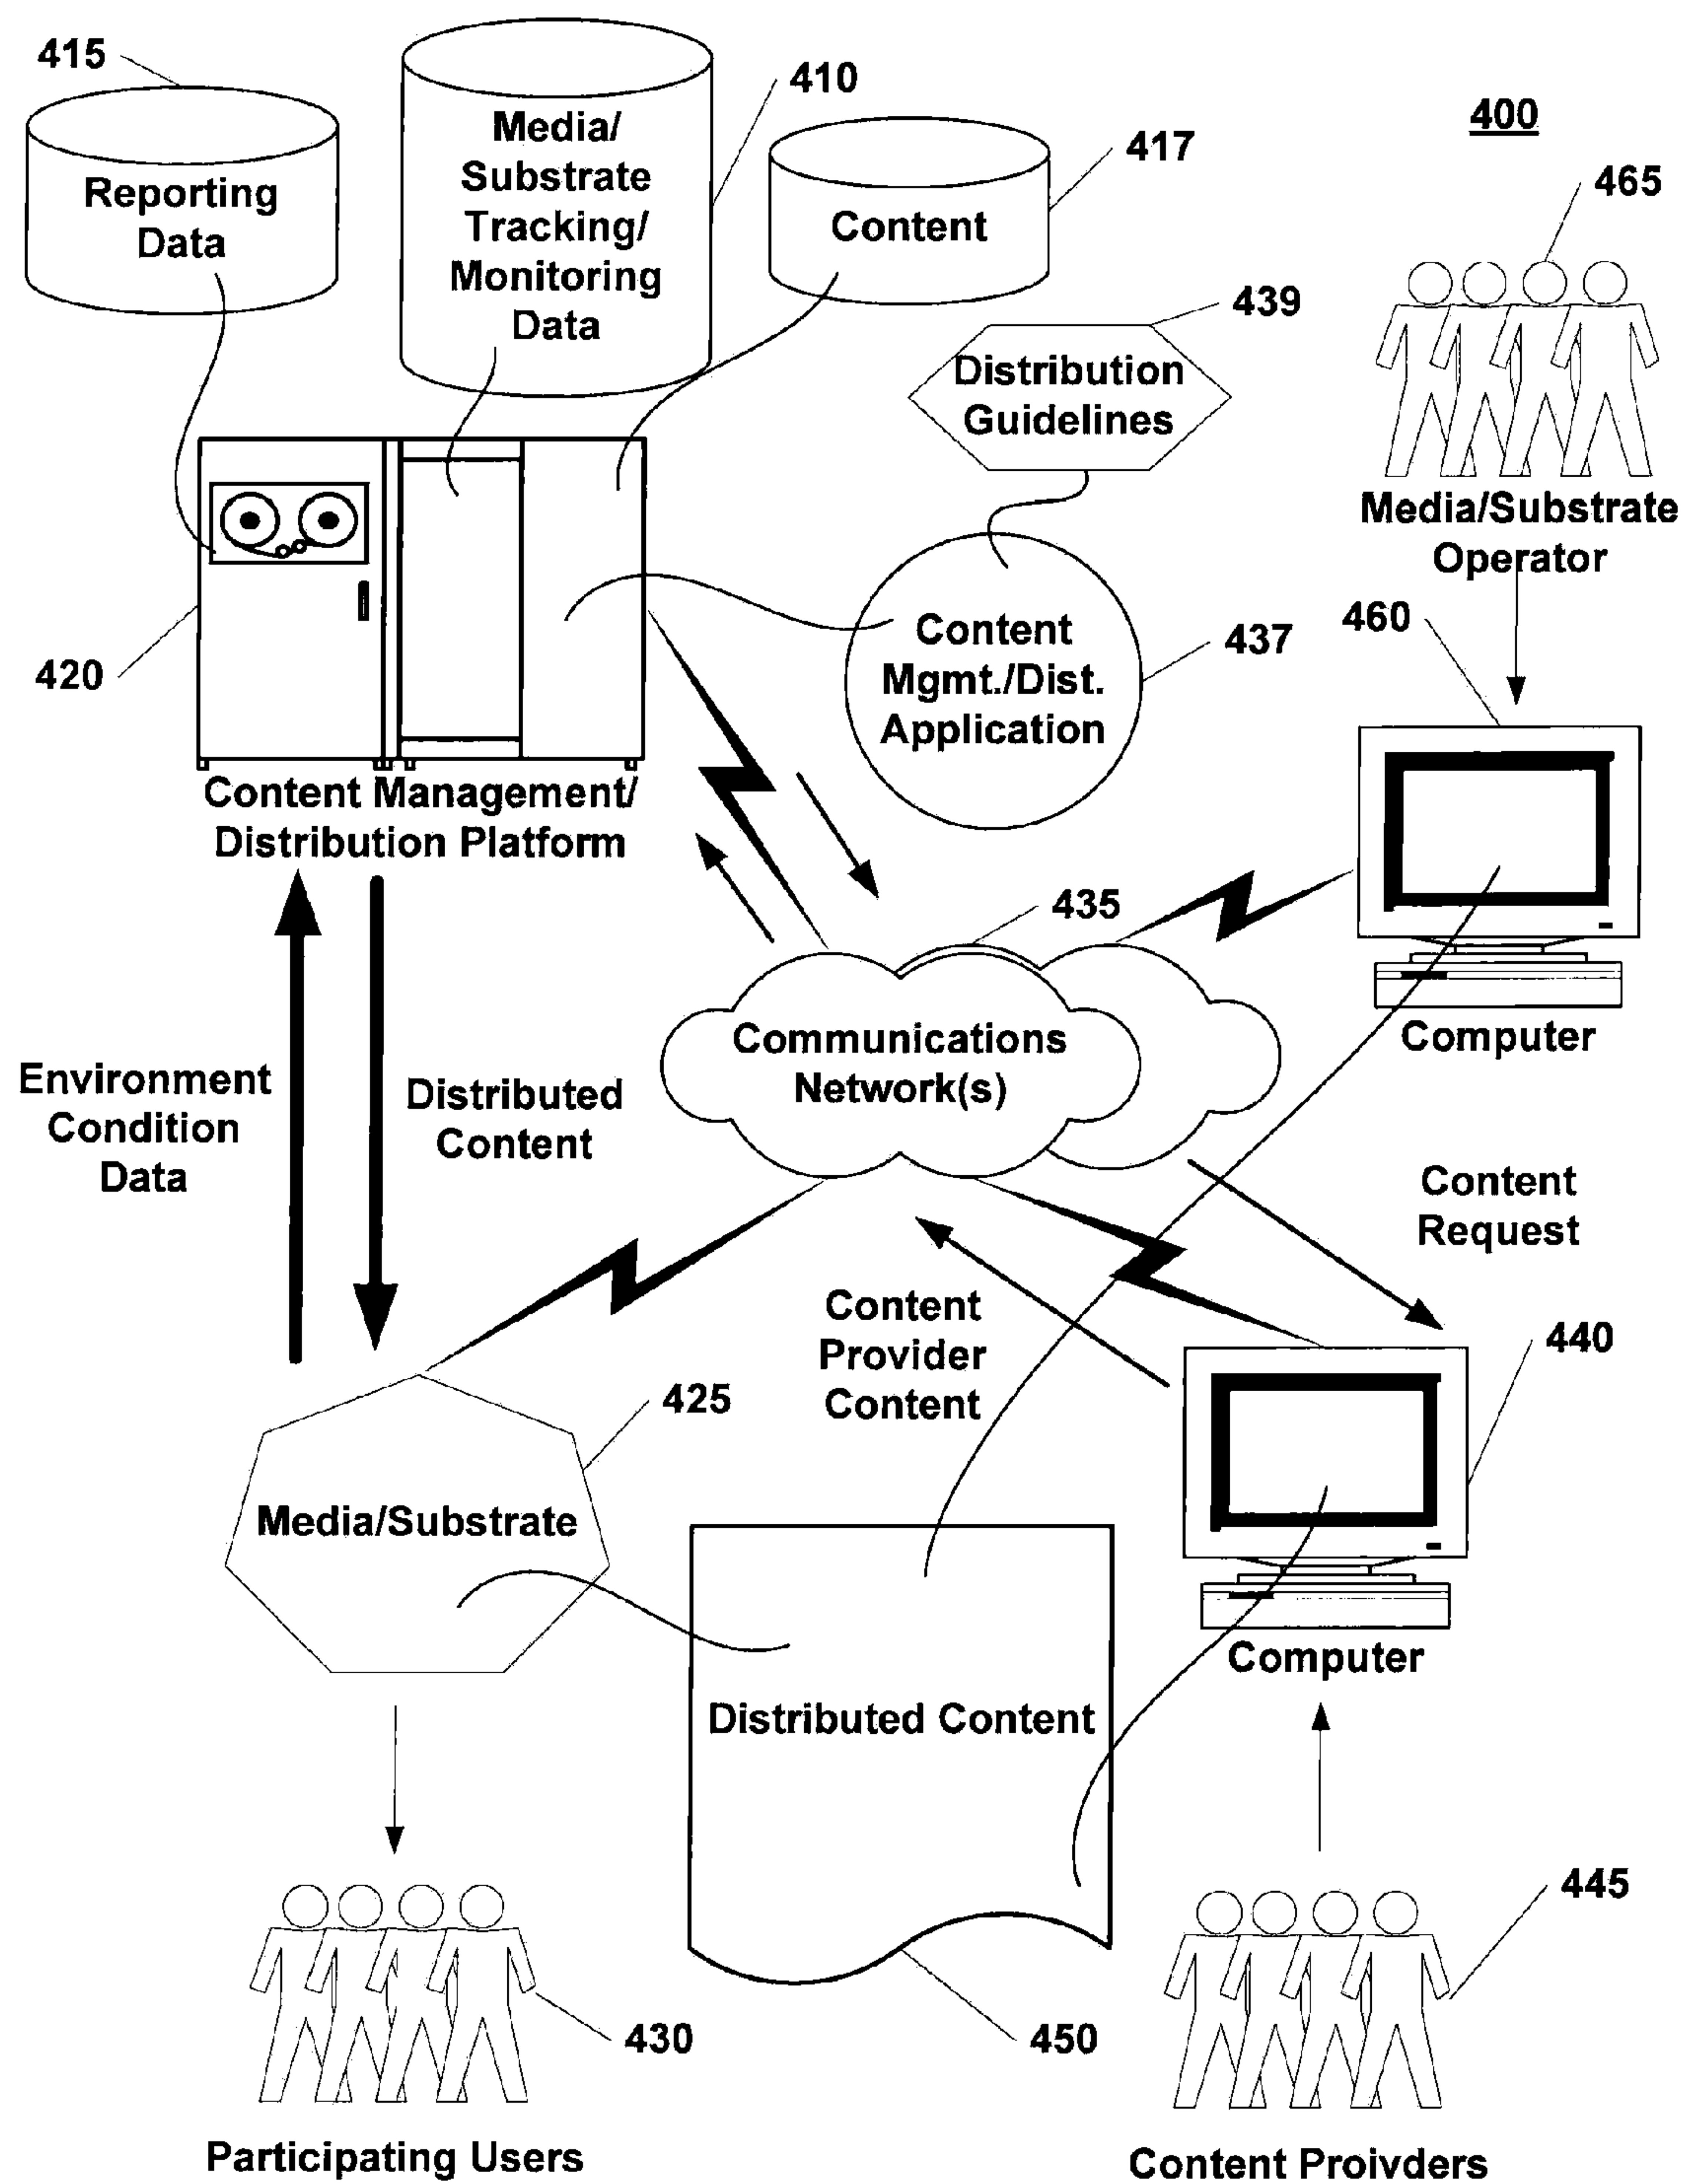 415
410
400
417
465
Reporting
Data
Media/
Substrate
Tracking/
Monitoring
Data
Content
439
Distribution
Guidelines
Media/Substrate
Operator
460
420
Content
Mgmt./Dist.
Application
437
Content Management/
Distribution Platform
435
Communications
Network(s)
Computer
Environment
Condition
Data
Distributed
Content
Content
Request
Content
Provider
Content
440
425
Media/Substrate
Computer
Distributed Content
445
430
450
Participating Users
Content Proivders